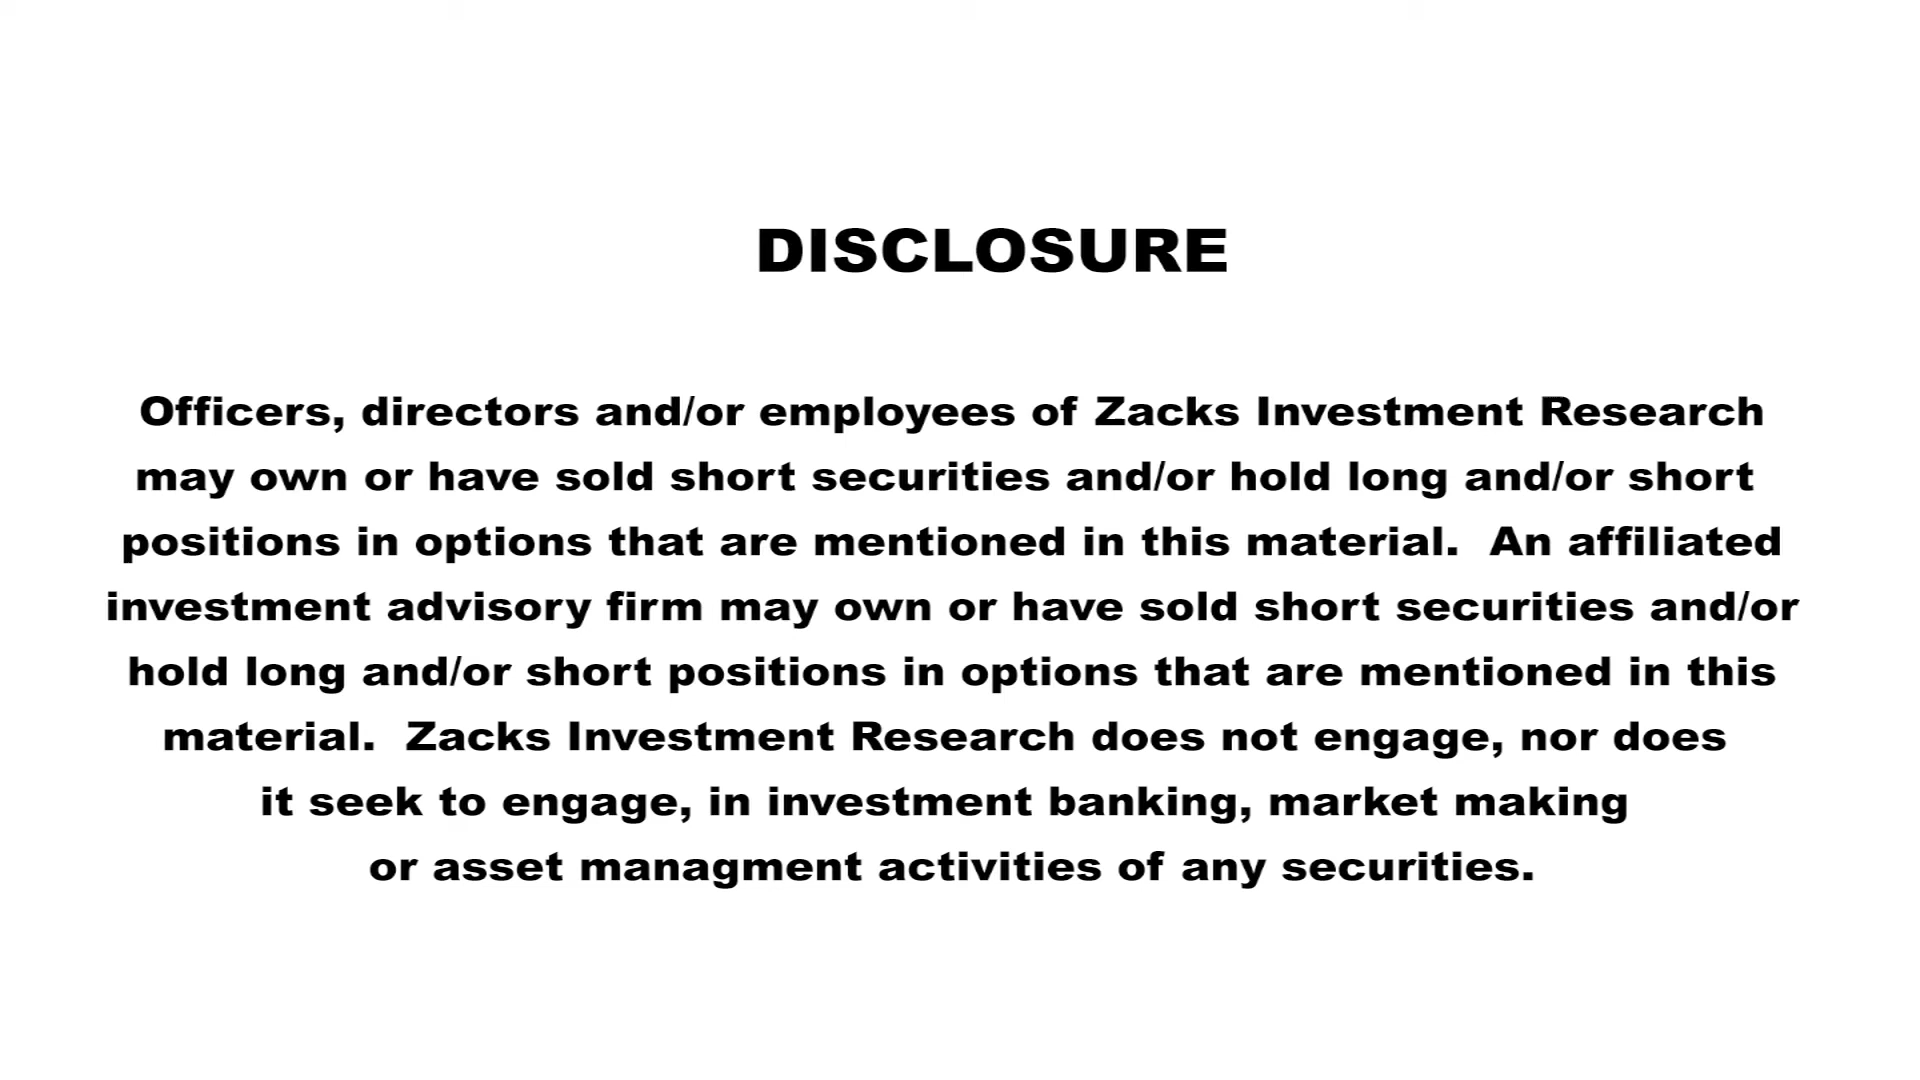 DISCLOSURE
Officers, directors and/or employees of Zacks Investment Research
may own or have sold short securities and/or hold long and/or short
positions in options that are mentioned in this material.  An affiliated
investment advisory firm may own or have sold short securities and/or
hold long and/or short positions in options that are mentioned in this
material.  Zacks Investment Research does not engage, nor does
it seek to engage, in investment banking, market making
or asset managment activities of any securities.